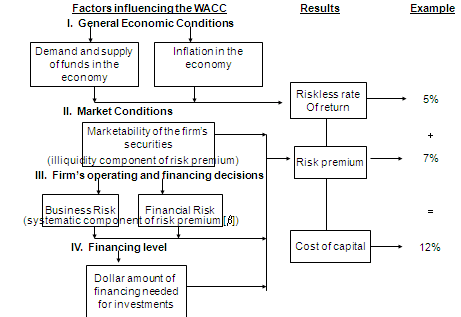 Factors influencing the WACC
Results
Example
I. General Economic Conditions
Demand and supply
of funds in the
economy
Inflation in the
economy
Riskless rate
Of return
5%
II. Market Conditions
+
Marketability of the firm's
securities
(illiquidity component of risk premium)
Risk premium
7%
III. Firm's operating and financing decisions
Business Risk
Financial Risk
(systematic component of risk premium [β])
=
IV. Financing level
Cost of capital
12%
Dollar amount of
financing needed
for investments